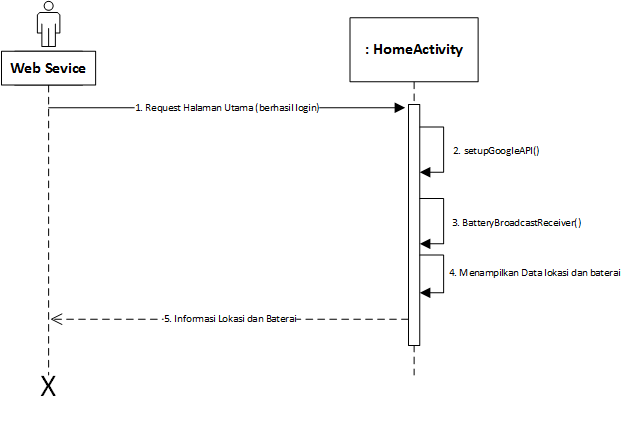 Web Sevice
: HomeActivity
1. Request Halaman Utama (berhasil login)
2. setupGoogleAPI()
3. BatteryBroadcastReceiver()
4. Menampilkan Data lokasi dan baterai
5. Informasi Lokasi dan Baterai
X